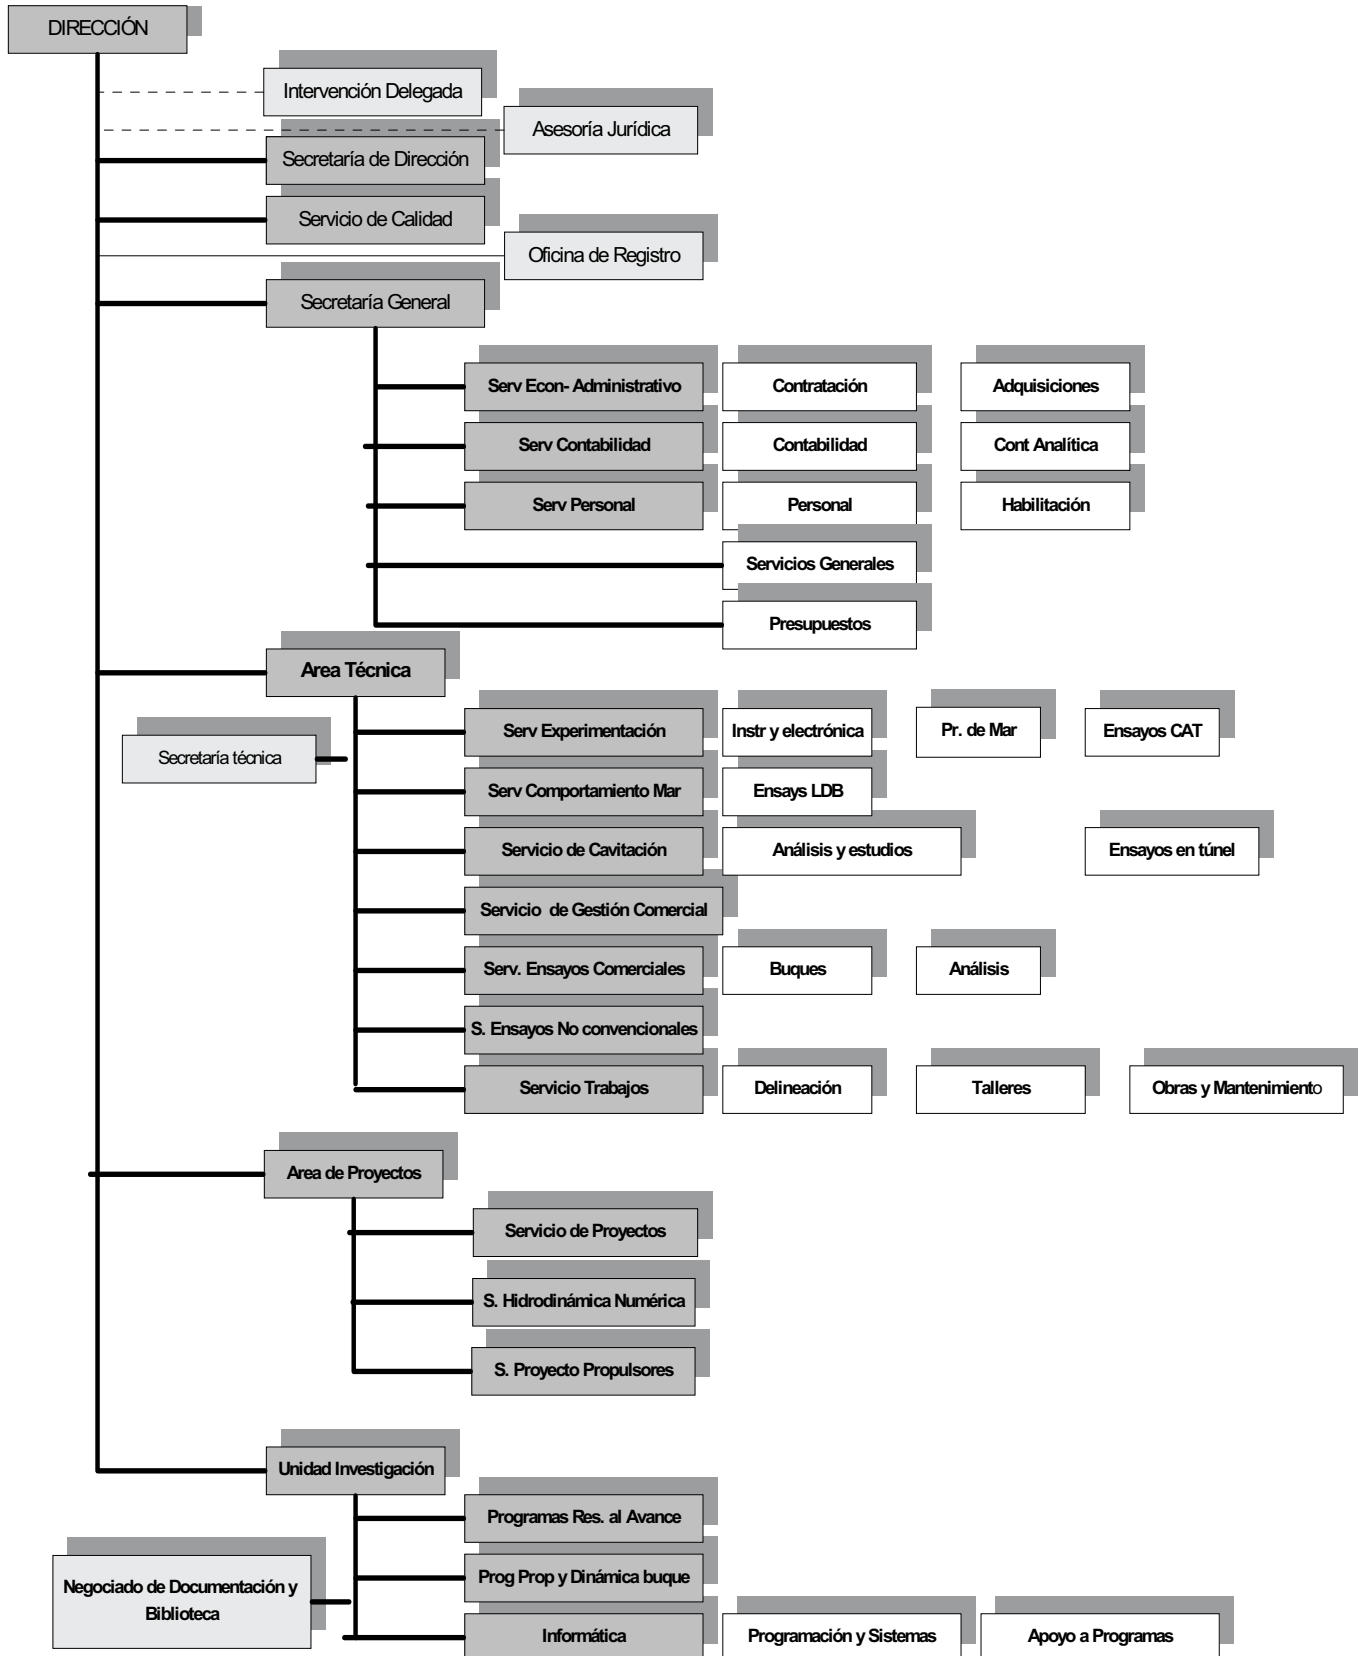 DIRECCIÓN
Intervención Delegada
Asesoría Jurídica
Secretaría de Dirección
Servicio de Calidad
Oficina de Registro
Secretaría General
Serv Econ- Administrativo
Contratación
Adquisiciones
Serv Contabilidad
Contabilidad
Cont Analítica
Serv Personal
Personal
Habilitación
Servicios Generales
Presupuestos
Area Técnica
Secretaría técnica
Serv Experimentación
Instr y electrónica
Pr. de Mar
Ensayos CAT
Serv Comportamiento Mar
Ensays LDB
Servicio de Cavitación
Análisis y estudios
Ensayos en túnel
Servicio de Gestión Comercial
Serv. Ensayos Comerciales
Buques
Análisis
S. Ensayos No convencionales
Servicio Trabajos
Delineación
Talleres
Obras y Mantenimiento
Area de Proyectos
Servicio de Proyectos
S. Hidrodinámica Numérica
S. Proyecto Propulsores
Unidad Investigación
Programas Res. al Avance
Negociado de Documentación y
Biblioteca
Prog Prop y Dinámica buque
Informática
Programación y Sistemas
Apoyo a Programas